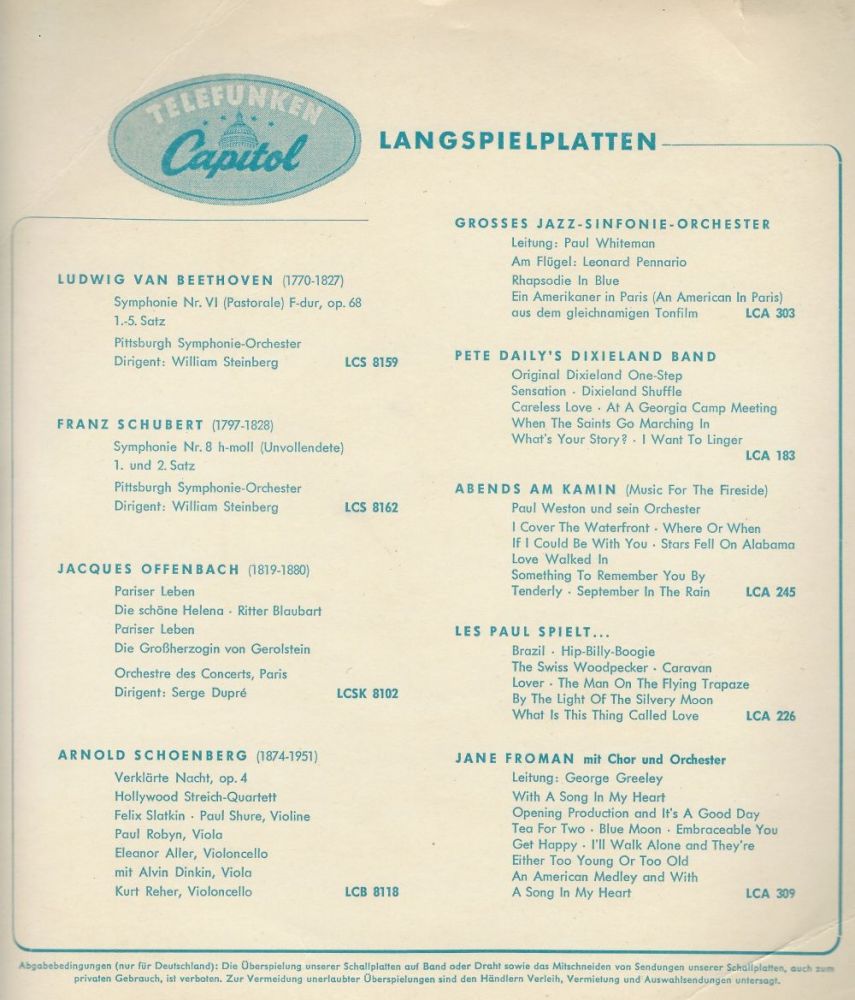 TELEFUNKEN
Capitol
LANGSPIELPLATTEN
LUDWIG VAN BEETHOVEN (1770-1827)
Symphonie Nr. VI (Pastorale) F-dur, op. 68
1.-5. Satz
Pittsburgh Symphonie-Orchester
Dirigent: William Steinberg LCS 8159
FRANZ SCHUBERT (1797-1828)
Symphonie Nr. 8 h-moll (Unvollendete)
1. und 2. Satz
Pittsburgh Symphonie-Orchester
Dirigent: William Steinberg LCS 8162
JACQUES OFFENBACH (1819-1880)
Pariser Leben
Die schöne Helena · Ritter Blaubart
Pariser Leben
Die Großherzogin von Gerolstein
Orchestre des Concerts, Paris
Dirigent: Serge Dupré LCSK 8102
ARNOLD SCHOENBERG (1874-1951)
Verklärte Nacht, op. 4
Hollywood Streich-Quartett
Felix Slatkin · Paul Shure, Violine
Paul Robyn, Viola
Eleanor Aller, Violoncello
mit Alvin Dinkin, Viola
Kurt Reher, Violoncello LCB 8118
GROSSES JAZZ-SINFONIE-ORCHESTER
Leitung: Paul Whiteman
Am Flügel: Leonard Pennario
Rhapsodie In Blue
Ein Amerikaner in Paris (An American In Paris)
aus dem gleichnamigen Tonfilm LCA 303
PETE DAILY'S DIXIELAND BAND
Original Dixieland One-Step
Sensation · Dixieland Shuffle
Careless Love · At A Georgia Camp Meeting
When The Saints Go Marching In
What's Your Story? · I Want To Linger
LCA 183
ABENDS AM KAMIN (Music For The Fireside)
Paul Weston und sein Orchester
I Cover The Waterfront · Where Or When
If I Could Be With You · Stars Fell On Alabama
Love Walked In
Something To Remember You By
Tenderly · September In The Rain LCA 245
LES PAUL SPIELT...
Brazil · Hip-Billy-Boogie
The Swiss Woodpecker · Caravan
Lover · The Man On The Flying Trapaze
By The Light Of The Silvery Moon
What Is This Thing Called Love LCA 226
JANE FROMAN mit Chor und Orchester
Leitung: George Greeley
With A Song In My Heart
Opening Production and It's A Good Day
Tea For Two · Blue Moon · Embraceable You
Get Happy · I'll Walk Alone and They're
Either Too Young Or Too Old
An American Medley and With
A Song In My Heart LCA 309
Abgabebedingungen (nur für Deutschland): Die Überspielung unserer Schallplatten auf Band oder Draht sowie das Mitschneiden von Sendungen unserer Schallplatten, auch zum
privaten Gebrauch, ist verboten. Zur Vermeidung unerlaubter Überspielungen sind den Händlern Verleih, Vermietung und Auswahlsendungen untersagt.